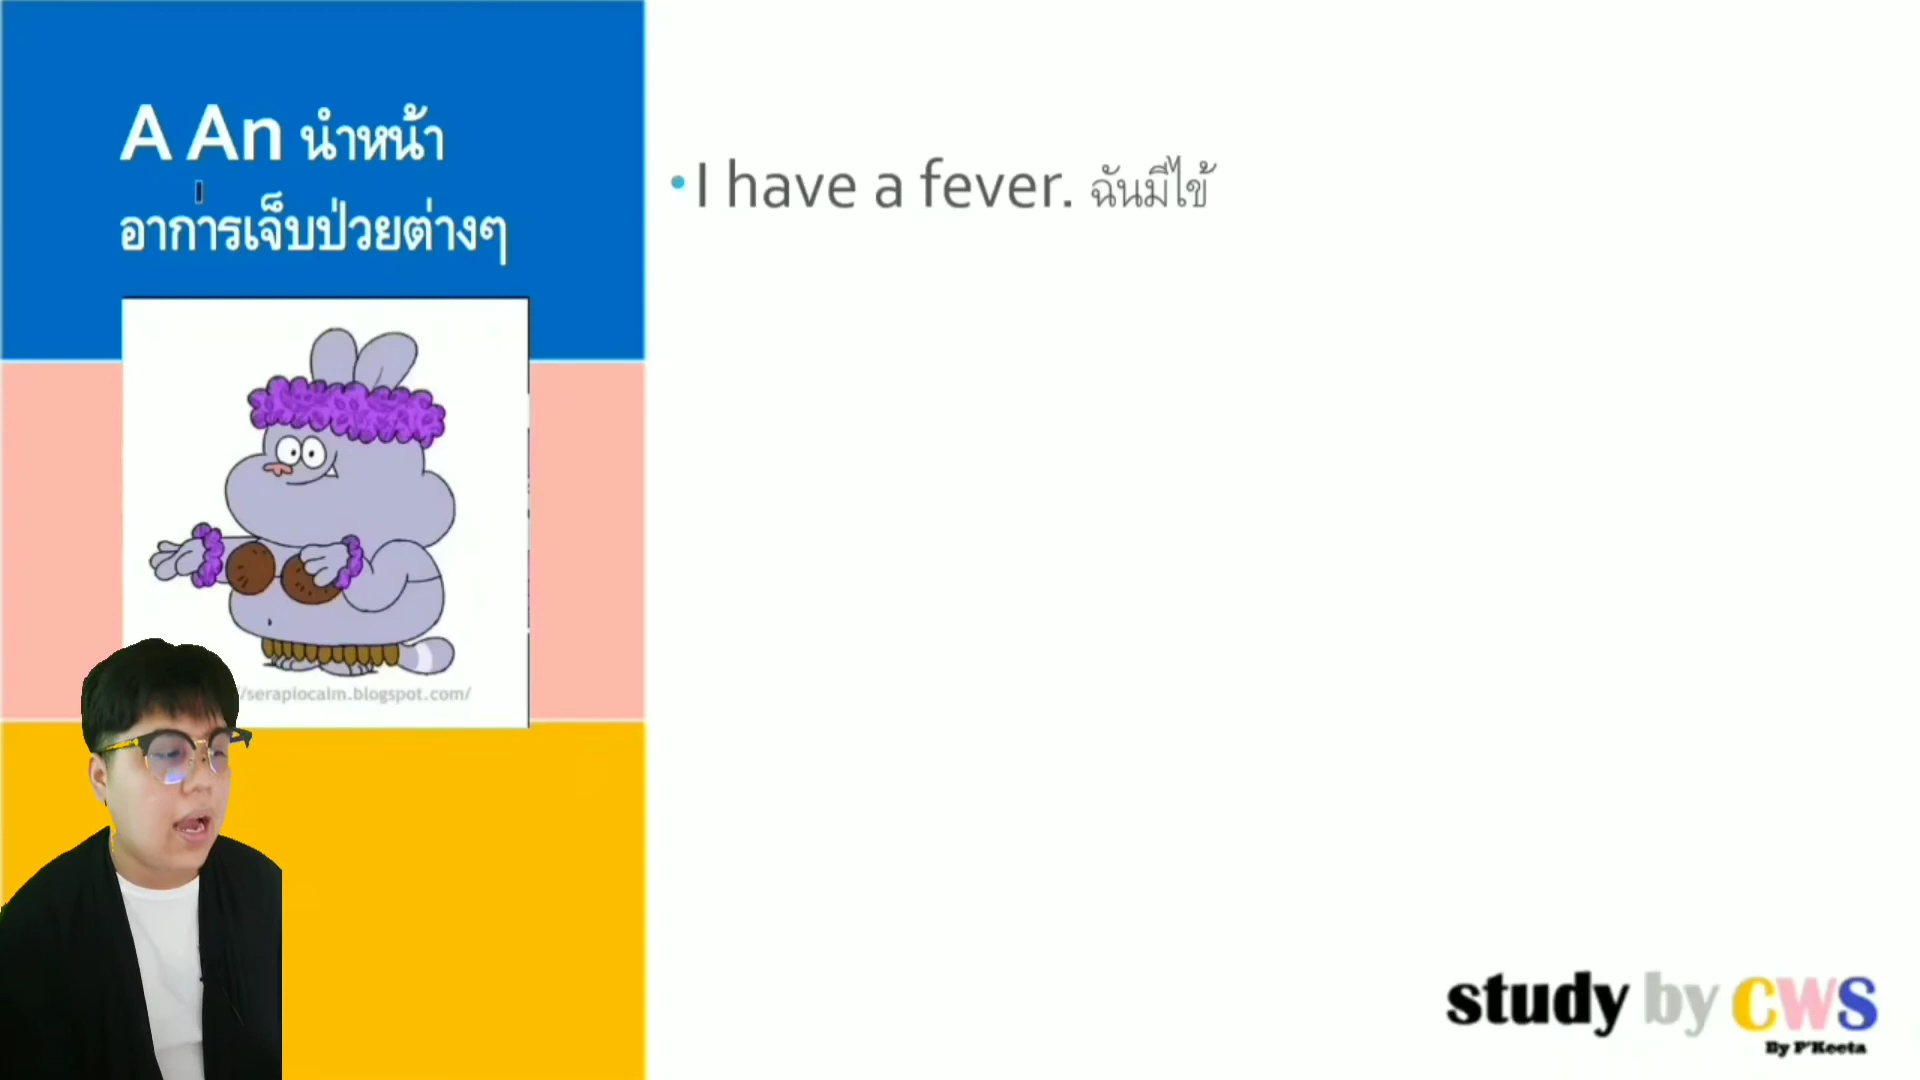 A An นำหน้า
อาก่ารเจ็บป่วยต่างๆ
•I have a fever. ฉันมีไข้
/serapiocalm.blogspot.com/
study by CWS
By P'Keeta